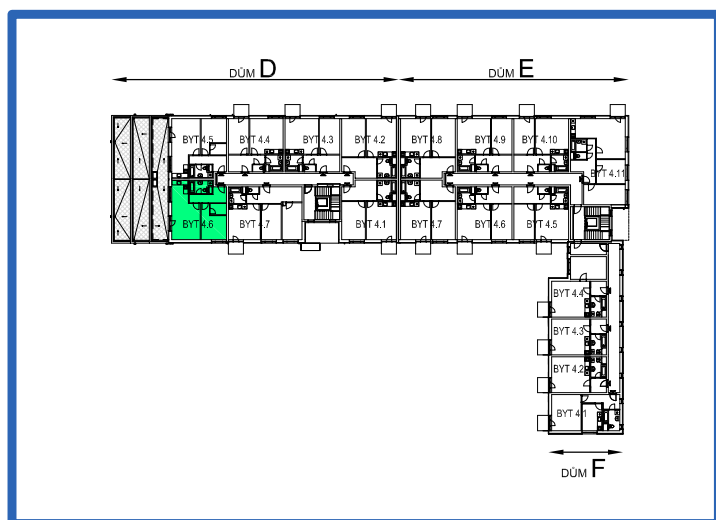 DŮM D DŮM E
BYT 4.5 BYT 4.4 BYT 4.3 BYT 4.2 BYT 4.8 BYT 4.9 BYT 4.10
BYT 4.11
BYT 4.6 BYT 4.7 BYT 4.1 BYT 4.7 BYT 4.6 BYT 4.5
BYT 4.4
BYT 4.3
BYT 4.2
BYT 4.1
DŮM F